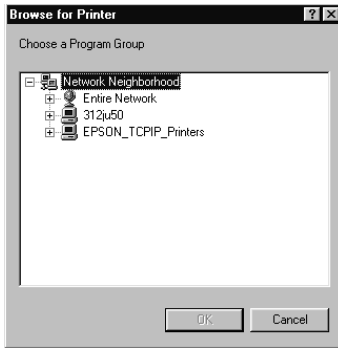 Browse for Printer
Choose a Program Group
Network Neighborhood
Entire Network
312ju50
EPSON_TCPIP_Printers
OK
Cancel